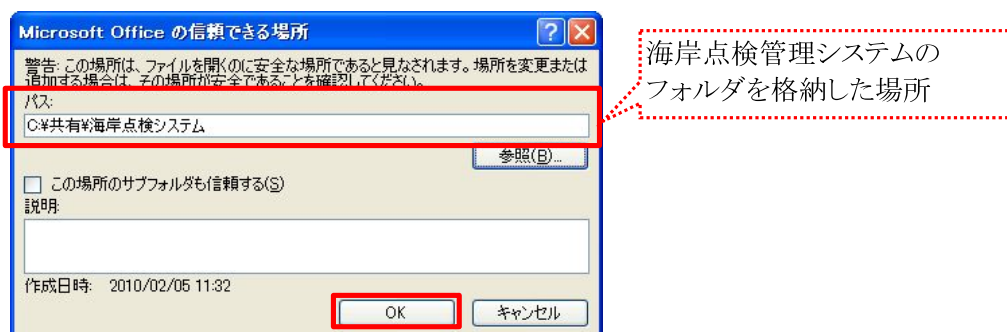 Microsoft Office の信頼できる場所
警告: この場所は、ファイルを開くのに安全な場所であると見なされます。場所を変更または
追加する場合は、その場所が安全であることを確認してください。
パス:
C:¥共有¥海岸点検システム
参照(B)...
この場所のサブフォルダも信頼する(S)
説明:
作成日時: 2010/02/05 11:32
OK
キャンセル
海岸点検管理システムの
フォルダを格納した場所